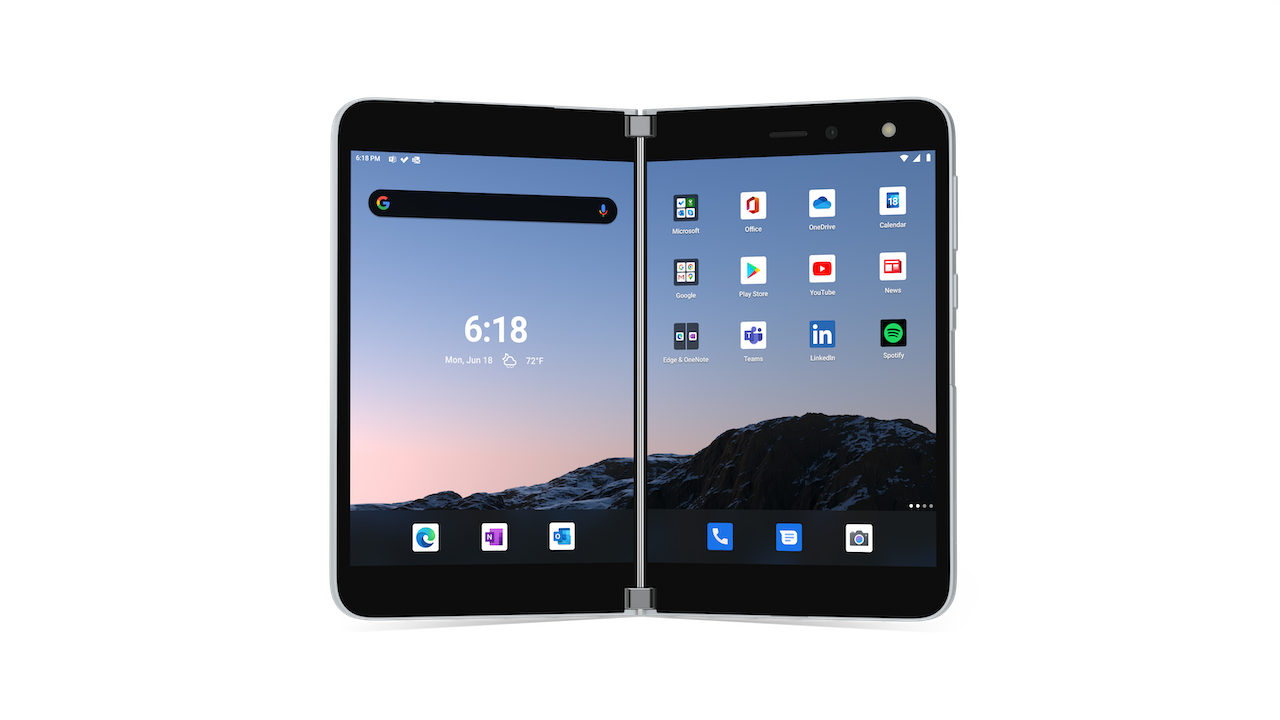 6:18 PM
6:18
Mon, Jun 18 72°F
18
Microsoft Office OneDrive Calendar
Google Play Store YouTube News
Edge & OneNote Teams LinkedIn Spotify
in
N